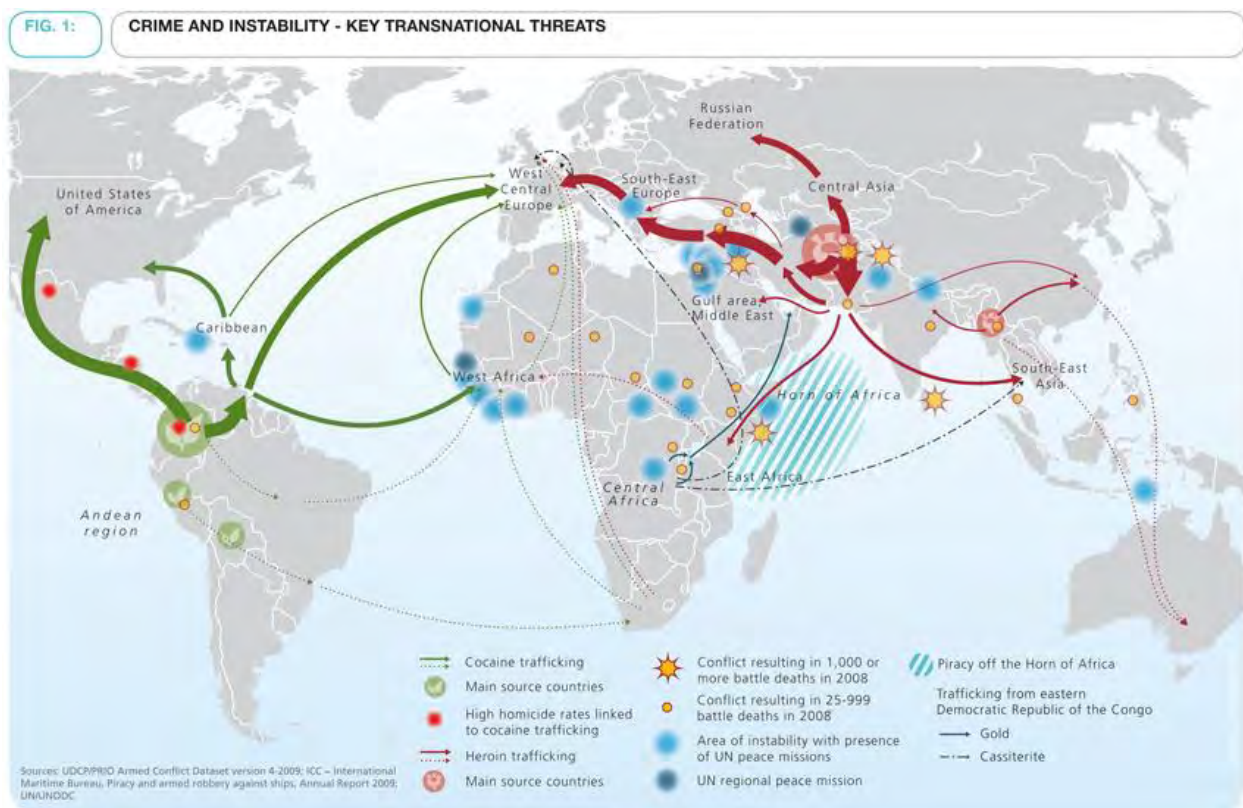 FIG. 1:
CRIME AND INSTABILITY - KEY TRANSNATIONAL THREATS
Russian
Federation
United States
of America
West
Central
Europe
South-East
Europe
Central Asia
Caribbean
Gulf area,
Middle East
West Africa
Horn of Africa
South-East
Asia
East Africa
Central
Africa
Andean
region
Cocaine trafficking
Main source countries
High homicide rates linked
to cocaine trafficking
Heroin trafficking
Main source countries
Conflict resulting in 1,000 or
more battle deaths in 2008
Conflict resulting in 25-999
battle deaths in 2008
Area of instability with presence
of UN peace missions
UN regional peace mission
Piracy off the Horn of Africa
Trafficking from eastern
Democratic Republic of the Congo
Gold
Cassiterite
Sources: UDCP/PRIO Armed Conflict Dataset version 4-2009; ICC – International
Maritime Bureau, Piracy and armed robbery against ships, Annual Report 2009;
UN/UNODC.